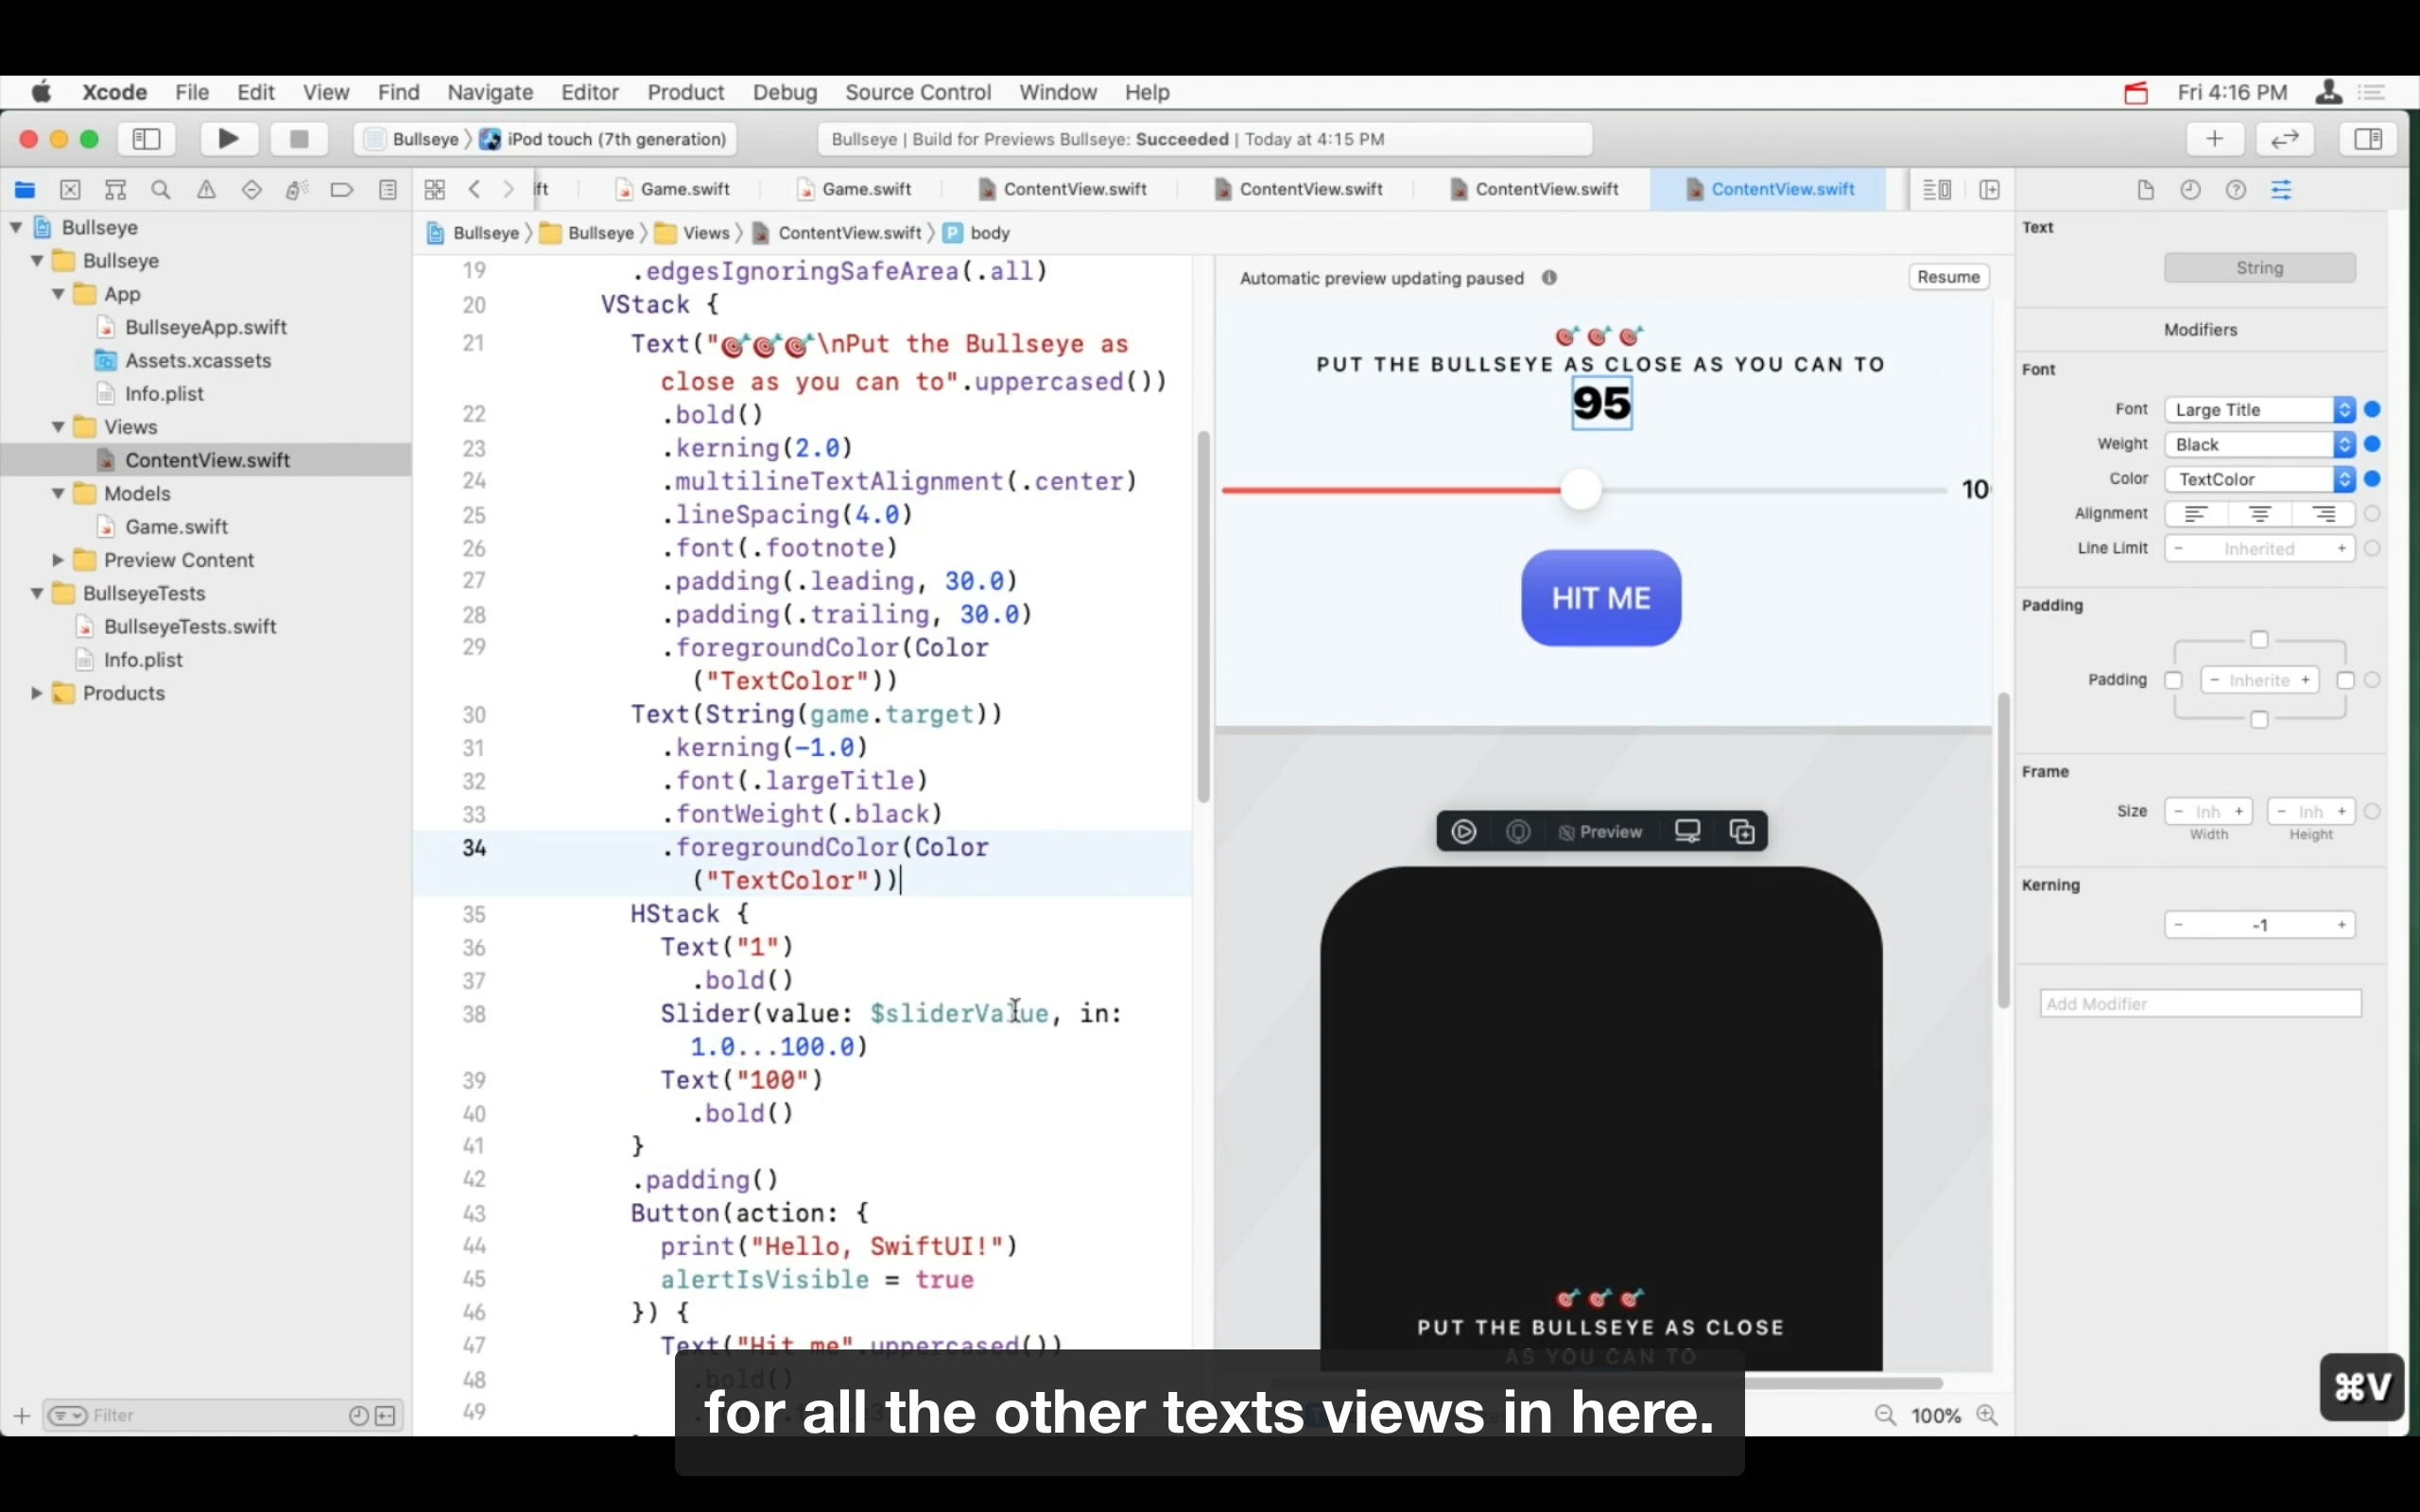 Xcode File Edit View Find Navigate Editor Product Debug Source Control Window Help Fri 4:16 PM
Bullseye 〉 iPod touch (7th generation)
Bullseye | Build for Previews Bullseye: Succeeded | Today at 4:15 PM
ift Game.swift Game.swift ContentView.swift ContentView.swift ContentView.swift ContentView.swift
Bullseye
Bullseye
App
BullseyeApp.swift
Assets.xcassets
Info.plist
Views
ContentView.swift
Models
Game.swift
Preview Content
BullseyeTests
BullseyeTests.swift
Info.plist
Products
Filter
Bullseye 〉 Bullseye 〉 Views 〉 ContentView.swift 〉 P body
19 .edgesIgnoringSafeArea(.all)
20 VStack {
21 Text("🎯🎯🎯\nPut the Bullseye as
close as you can to".uppercased())
22 .bold()
23 .kerning(2.0)
24 .multilineTextAlignment(.center)
25 .lineSpacing(4.0)
26 .font(.footnote)
27 .padding(.leading, 30.0)
28 .padding(.trailing, 30.0)
29 .foregroundColor(Color
("TextColor"))
30 Text(String(game.target))
31 .kerning(-1.0)
32 .font(.largeTitle)
33 .fontWeight(.black)
34 .foregroundColor(Color
("TextColor"))
35 HStack {
36 Text("1")
37 .bold()
38 Slider(value: $sliderValue, in:
1.0...100.0)
39 Text("100")
40 .bold()
41 }
42 .padding()
43 Button(action: {
44 print("Hello, SwiftUI!")
45 alertIsVisible = true
46 }) {
47 Text("Hit me".uppercased())
48 .bold()
49
Automatic preview updating paused
Resume
🎯🎯🎯
PUT THE BULLSEYE AS CLOSE AS YOU CAN TO
95
10
HIT ME
Preview
🎯🎯🎯
PUT THE BULLSEYE AS CLOSE
AS YOU CAN TO
100%
Text
String
Modifiers
Font
Font Large Title
Weight Black
Color TextColor
Alignment
Line Limit - Inherited +
Padding
Padding - Inherite +
Frame
Size - Inh + - Inh +
Width Height
Kerning
- -1 +
Add Modifier
⌘V
for all the other texts views in here.